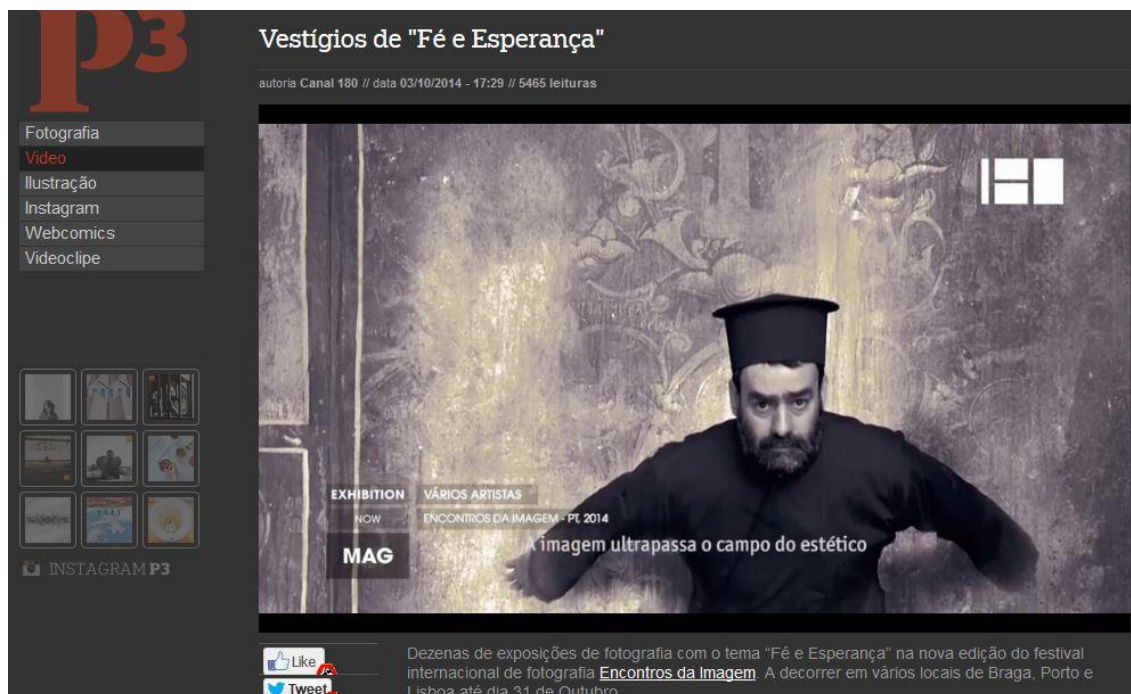 P3
Vestígios de "Fé e Esperança"
autoria Canal 180 // data 03/10/2014 - 17:29 // 5465 leituras
Fotografia
Video
Ilustração
Instagram
Webcomics
Videoclipe
INSTAGRAM P3
EXHIBITION VÁRIOS ARTISTAS
NOW ENCONTROS DA IMAGEM - PT, 2014
MAG
A imagem ultrapassa o campo do estético
Like
Tweet
Dezenas de exposições de fotografia com o tema "Fé e Esperança" na nova edição do festival
internacional de fotografia Encontros da Imagem. A decorrer em vários locais de Braga, Porto e
Lisboa até dia 31 de Outubro